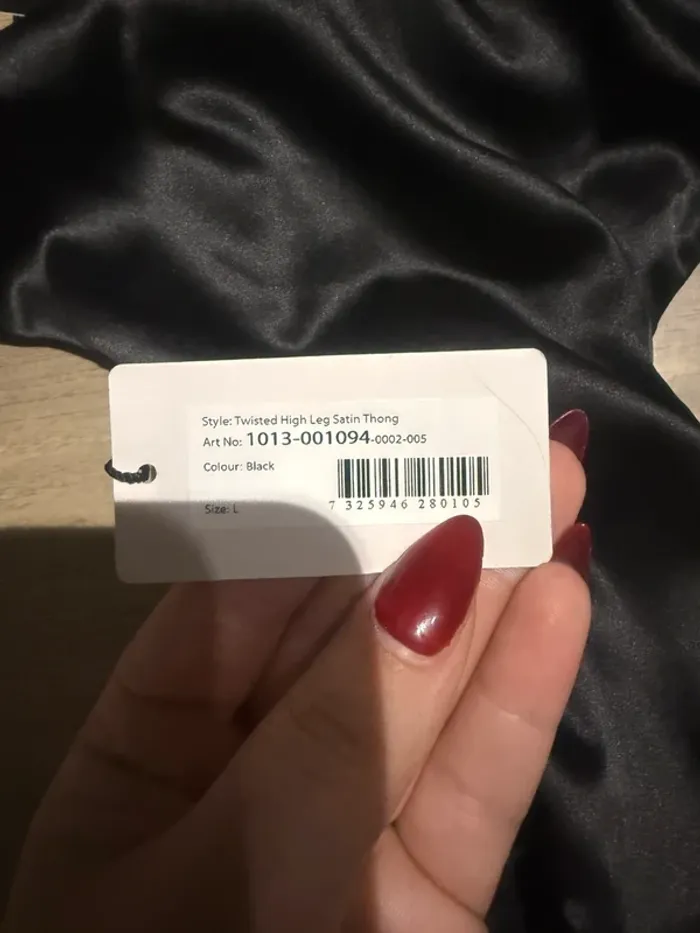 Style: Twisted High Leg Satin Thong
Art No: 1013-001094-0002-005
Colour: Black
7 325946 280105
Size: L